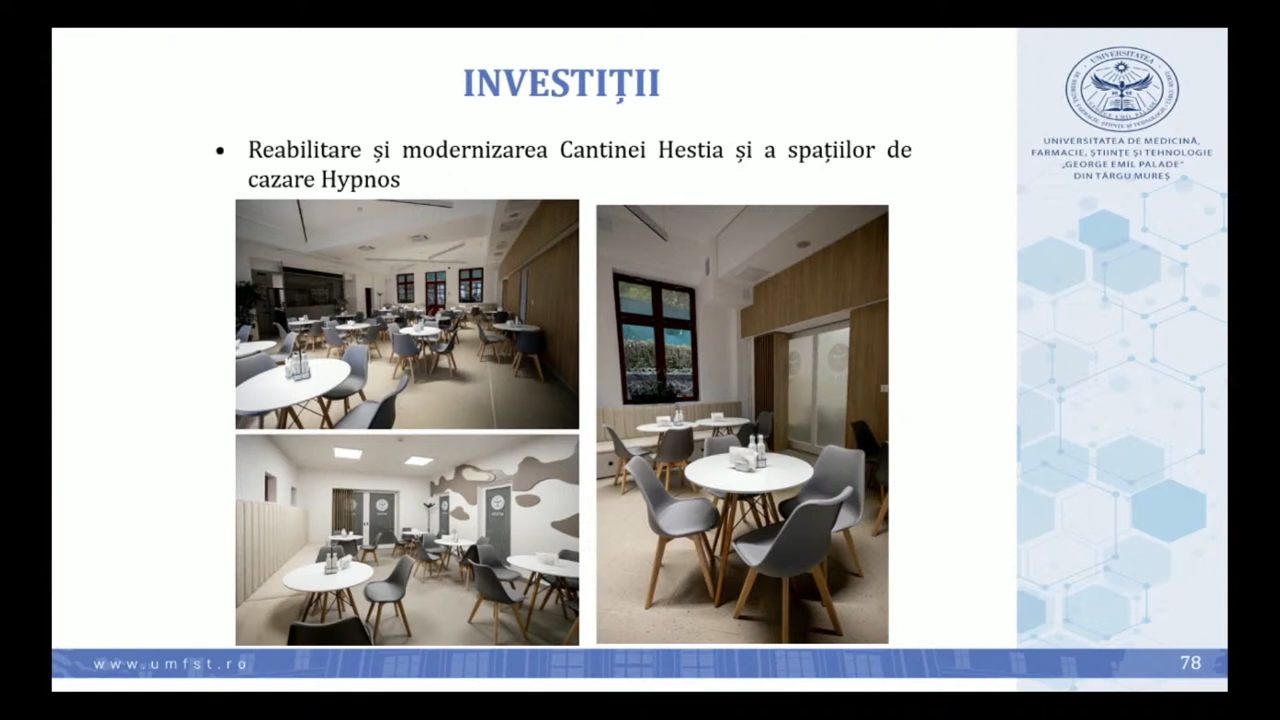 INVESTIȚII
• Reabilitare și modernizarea Cantinei Hestia și a spațiilor de
cazare Hypnos
UNIVERSITATEA
UNIVERSITATEA DE MEDICINĂ,
FARMACIE, ȘTIINȚE ȘI TEHNOLOGIE
„GEORGE EMIL PALADE”
DIN TÂRGU MUREȘ
www.umfst.ro
78